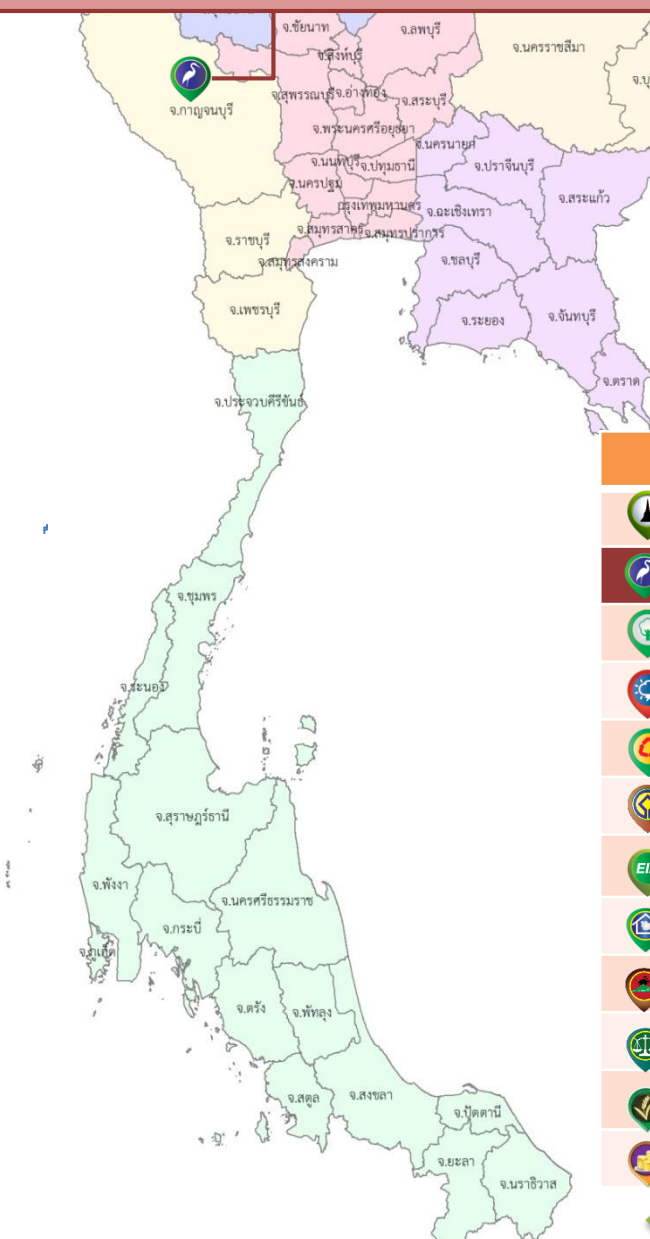 จ.ชัยนาท
จ.ลพบุรี
จ.สิงห์บุรี
จ.นครราชสีมา
จ.บุ
จ.กาญจนบุรี
จ.สุพรรณบุรี
จ.อ่างทอง
จ.สระบุรี
จ.พระนครศรีอยุธยา
จ.นครนายก
จ.นนทบุรี
จ.ปทุมธานี
จ.ปราจีนบุรี
จ.นครปฐม
จ.สระแก้ว
กรุงเทพมหานคร
จ.ฉะเชิงเทรา
จ.สมุทรสาคร
จ.สมุทรปราการ
จ.ราชบุรี
จ.สมุทรสงคราม
จ.ชลบุรี
จ.เพชรบุรี
จ.ระยอง
จ.จันทบุรี
จ.ตราด
จ.ประจวบคีรีขันธ์
จ.ชุมพร
จ.ระนอง
จ.สุราษฎร์ธานี
จ.พังงา
จ.นครศรีธรรมราช
จ.กระบี่
จ.ภูเก็ต
จ.ตรัง
จ.พัทลุง
จ.สตูล
จ.สงขลา
จ.ปัตตานี
จ.ยะลา
จ.นราธิวาส